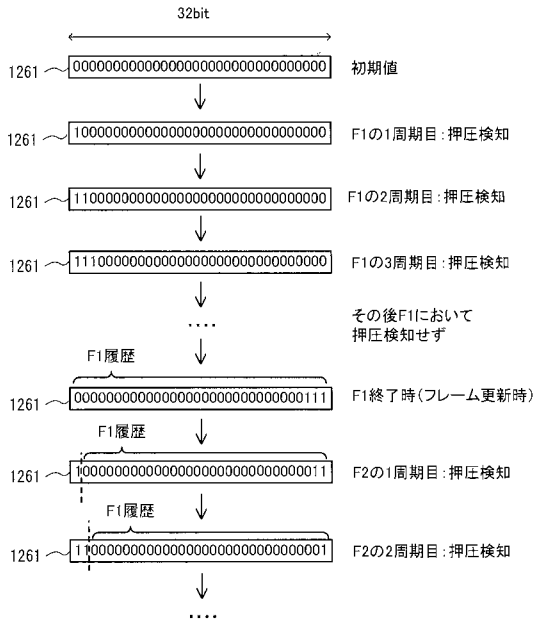 32bit
1261 00000000000000000000000000000000 初期値
1261 10000000000000000000000000000000 F1の1周期目:押圧検知
1261 11000000000000000000000000000000 F1の2周期目:押圧検知
1261 11100000000000000000000000000000 F1の3周期目:押圧検知
・・・・ その後F1において
押圧検知せず
F1履歴
1261 00000000000000000000000000000111 F1終了時(フレーム更新時)
F1履歴
1261 10000000000000000000000000000011 F2の1周期目:押圧検知
F1履歴
1261 11000000000000000000000000000001 F2の2周期目:押圧検知
・・・・